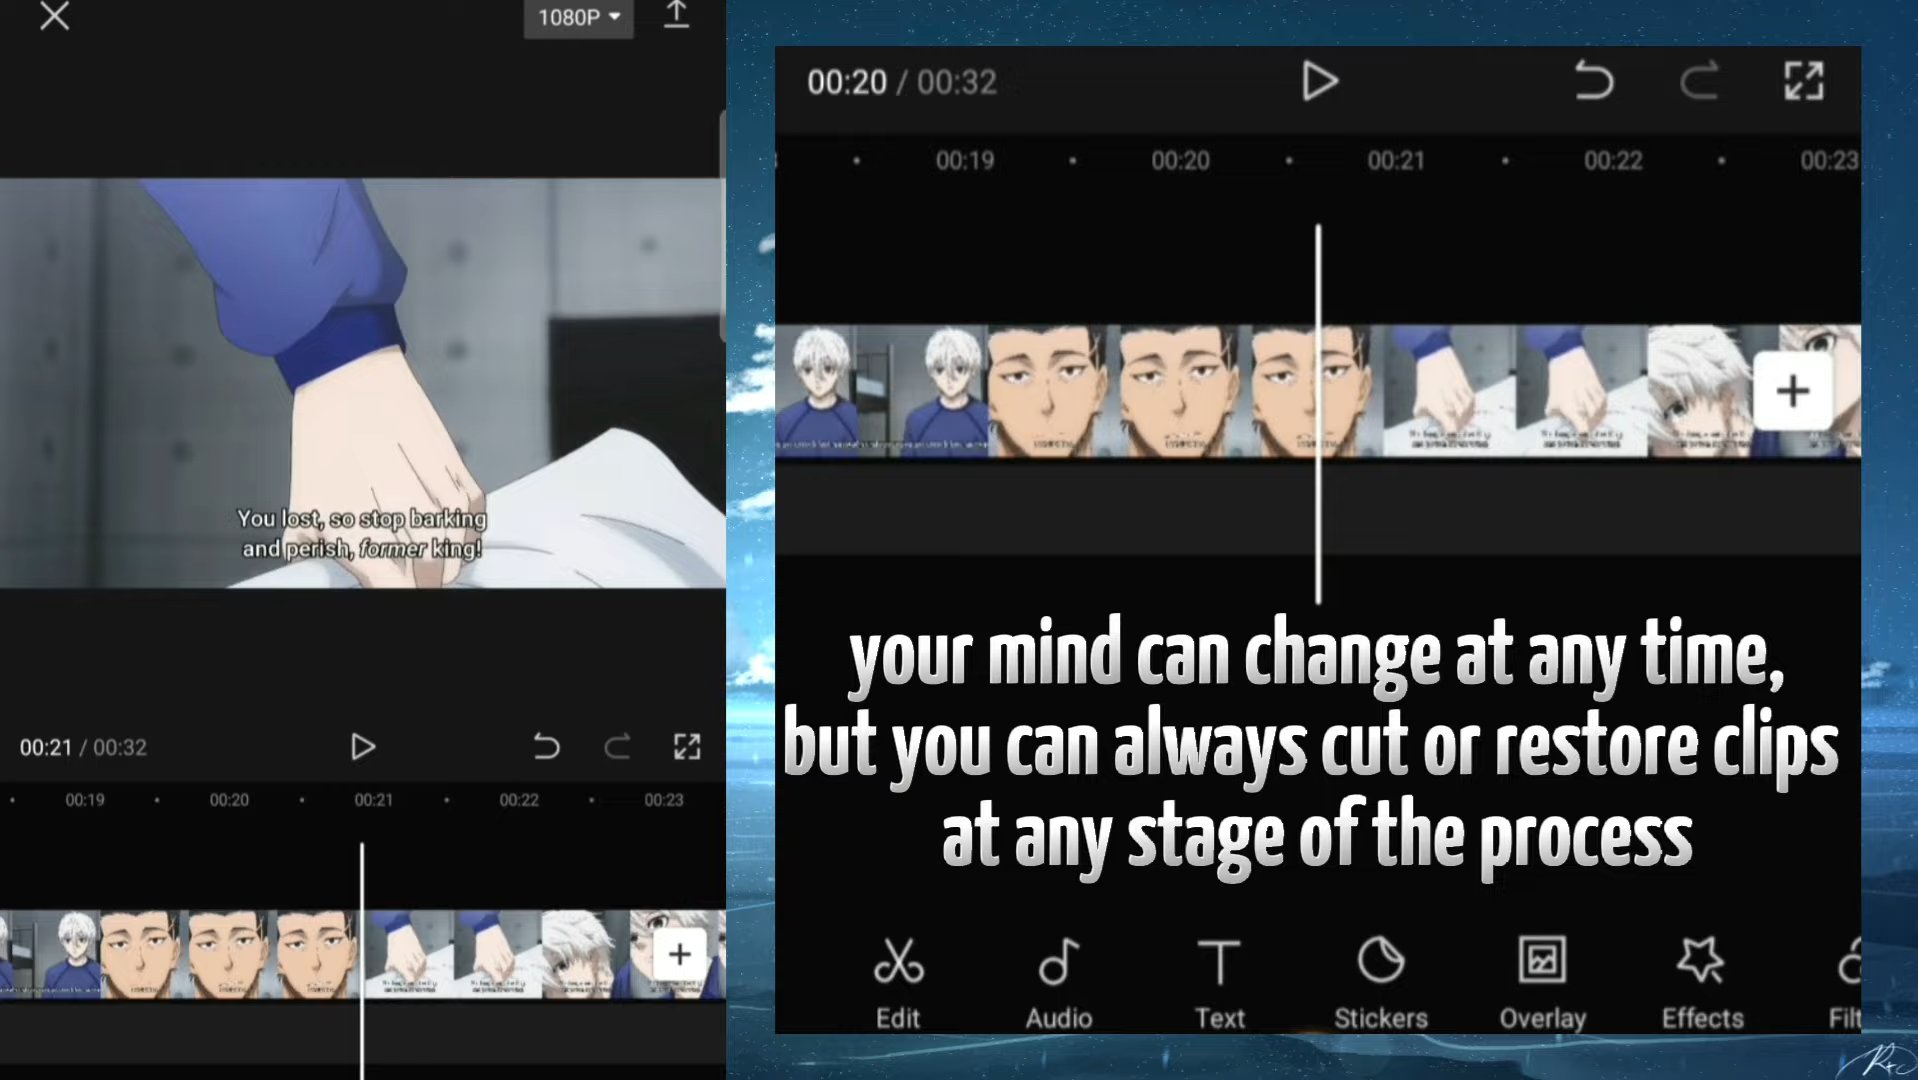 1080P
You lost, so stop barking
and perish, former king!
00:21 / 00:32
00:19
00:20
00:21
00:22
00:23
00:20 / 00:32
00:19
00:20
00:21
00:22
00:23
your mind can change at any time,
but you can always cut or restore clips
at any stage of the process
Edit
Audio
Text
Stickers
Overlay
Effects